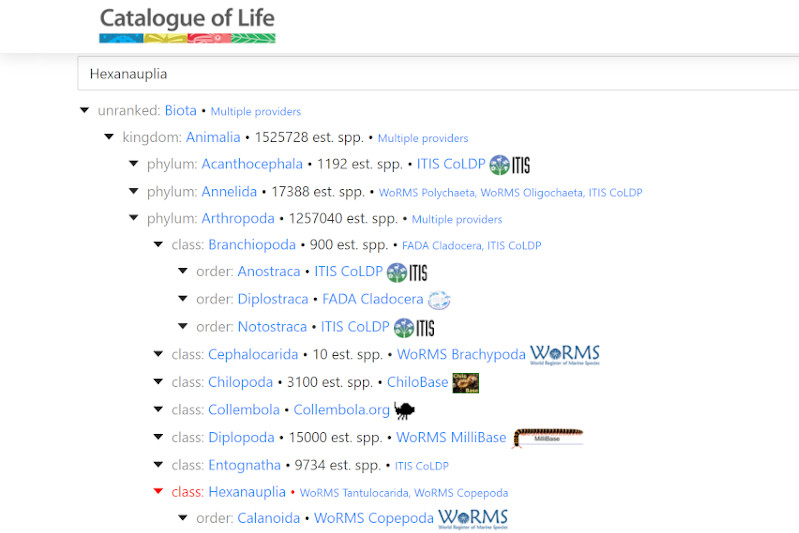 Catalogue of Life
Hexanauplia
unranked: Biota • Multiple providers
kingdom: Animalia • 1525728 est. spp. • Multiple providers
phylum: Acanthocephala • 1192 est. spp. • ITIS CoLDP ITIS
phylum: Annelida • 17388 est. spp. • WoRMS Polychaeta, WoRMS Oligochaeta, ITIS CoLDP
phylum: Arthropoda • 1257040 est. spp. • Multiple providers
class: Branchiopoda • 900 est. spp. • FADA Cladocera, ITIS CoLDP
order: Anostraca • ITIS CoLDP ITIS
order: Diplostraca • FADA Cladocera
order: Notostraca • ITIS CoLDP ITIS
class: Cephalocarida • 10 est. spp. • WoRMS Brachypoda WoRMS
World Register of Marine Species
class: Chilopoda • 3100 est. spp. • ChiloBase Chilo Base
class: Collembola • Collembola.org
class: Diplopoda • 15000 est. spp. • WoRMS MilliBase MilliBase
class: Entognatha • 9734 est. spp. • ITIS CoLDP
class: Hexanauplia • WoRMS Tantulocarida, WoRMS Copepoda
order: Calanoida • WoRMS Copepoda WoRMS
World Register of Marine Species